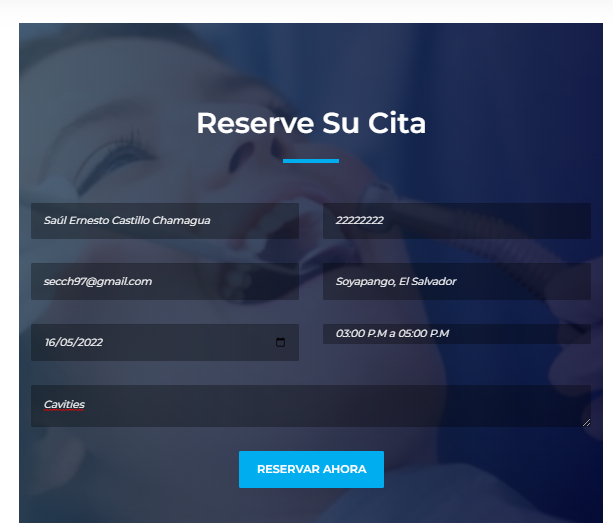 Reserve Su Cita
Saúl Ernesto Castillo Chamagua
22222222
secch97@gmail.com
Soyapango, El Salvador
16/05/2022
03:00 P.M a 05:00 P.M
Cavities
RESERVAR AHORA